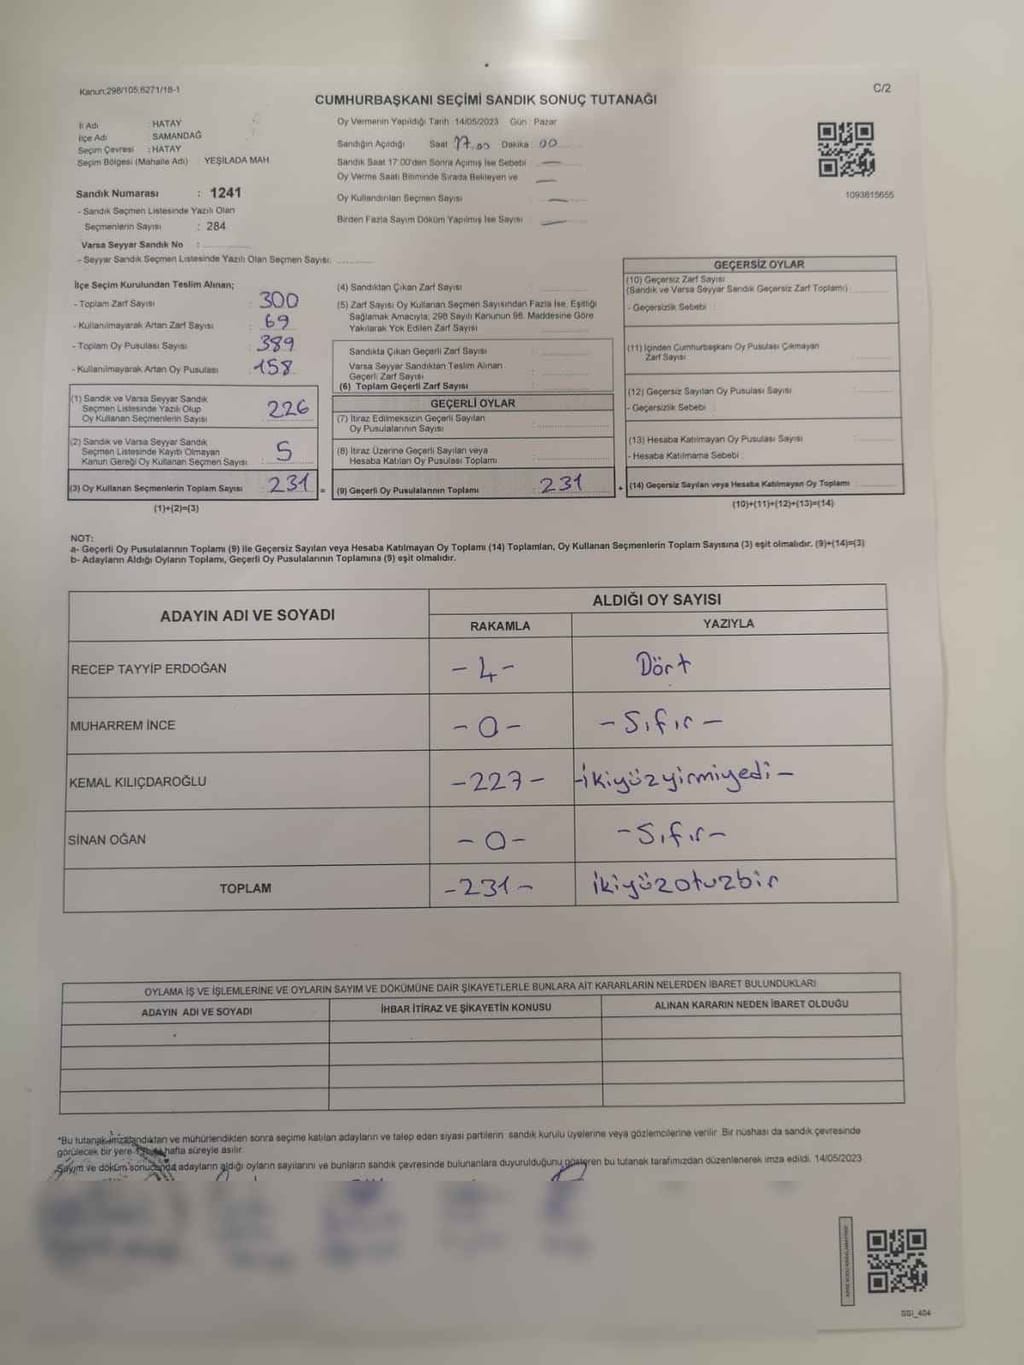 Kanun;298/105;6271/18-1
C/2
CUMHURBAŞKANI SEÇİMİ SANDIK SONUÇ TUTANAĞI
İl Adı HATAY
İlçe Adı SAMANDAĞ
Seçim Çevresi : HATAY
Seçim Bölgesi (Mahalle Adı) : YEŞİLADA MAH
Sandık Numarası : 1241
- Sandık Seçmen Listesinde Yazılı Olan
Seçmenlerin Sayısı : 284
Varsa Seyyar Sandık No :
- Seyyar Sandık Seçmen Listesinde Yazılı Olan Seçmen Sayısı:
Oy Vermenin Yapıldığı Tarih 14/05/2023 Gün : Pazar
Sandığın Açıldığı Saat 17.00 Dakika 00
Sandık Saat 17:00'den Sonra Açılmış İse Sebebi —
Oy Verme Saati Bitiminde Sırada Bekleyen ve —
Oy Kullandırılan Seçmen Sayısı —
Birden Fazla Sayım Döküm Yapılmış İse Sayısı —
1093815655
İlçe Seçim Kurulundan Teslim Alınan;
- Toplam Zarf Sayısı : 300
- Kullanılmayarak Artan Zarf Sayısı : 69
- Toplam Oy Pusulası Sayısı : 389
- Kullanılmayarak Artan Oy Pusulası : 158
(1) Sandık ve Varsa Seyyar Sandık
Seçmen Listesinde Yazılı Olup
Oy Kullanan Seçmenlerin Sayısı : 226
(2) Sandık ve Varsa Seyyar Sandık
Seçmen Listesinde Kayıtlı Olmayan
Kanun Gereği Oy Kullanan Seçmen Sayısı : 5
(3) Oy Kullanan Seçmenlerin Toplam Sayısı : 231 =
(1)+(2)=(3)
(4) Sandıktan Çıkan Zarf Sayısı :
(5) Zarf Sayısı Oy Kullanan Seçmen Sayısından Fazla İse, Eşitliği
Sağlamak Amacıyla; 298 Sayılı Kanunun 98. Maddesine Göre
Yakılarak Yok Edilen Zarf Sayısı :
Sandıkta Çıkan Geçerli Zarf Sayısı :
Varsa Seyyar Sandıktan Teslim Alınan
Geçerli Zarf Sayısı :
(6) Toplam Geçerli Zarf Sayısı :
GEÇERLİ OYLAR
(7) İtiraz Edilmeksizin Geçerli Sayılan
Oy Pusulalarının Sayısı :
(8) İtiraz Üzerine Geçerli Sayılan veya
Hesaba Katılan Oy Pusulası Toplamı :
(9) Geçerli Oy Pusulalarının Toplamı : 231 +
GEÇERSİZ OYLAR
(10) Geçersiz Zarf Sayısı
(Sandık ve Varsa Seyyar Sandık Geçersiz Zarf Toplamı) :
- Geçersizlik Sebebi :
(11) İçinden Cumhurbaşkanı Oy Pusulası Çıkmayan
Zarf Sayısı :
(12) Geçersiz Sayılan Oy Pusulası Sayısı :
- Geçersizlik Sebebi :
(13) Hesaba Katılmayan Oy Pusulası Sayısı :
- Hesaba Katılmama Sebebi :
(14) Geçersiz Sayılan veya Hesaba Katılmayan Oy Toplamı :
(10)+(11)+(12)+(13)=(14)
NOT:
a- Geçerli Oy Pusulalarının Toplamı (9) ile Geçersiz Sayılan veya Hesaba Katılmayan Oy Toplamı (14) Toplamları, Oy Kullanan Seçmenlerin Toplam Sayısına (3) eşit olmalıdır. (9)+(14)=(3)
b- Adayların Aldığı Oyların Toplamı, Geçerli Oy Pusulalarının Toplamına (9) eşit olmalıdır.
ADAYIN ADI VE SOYADI ALDIĞI OY SAYISI
RAKAMLA YAZIYLA
RECEP TAYYİP ERDOĞAN -4- Dört
MUHARREM İNCE -0- -Sıfır-
KEMAL KILIÇDAROĞLU -227- -ikiyüzyirmiyedi-
SİNAN OĞAN -0- -Sıfır-
TOPLAM -231- ikiyüzotuzbir
OYLAMA İŞ VE İŞLEMLERİNE VE OYLARIN SAYIM VE DÖKÜMÜNE DAİR ŞİKAYETLERLE BUNLARA AİT KARARLARIN NELERDEN İBARET BULUNDUKLARI
ADAYIN ADI VE SOYADI İHBAR İTİRAZ VE ŞİKAYETİN KONUSU ALINAN KARARIN NEDEN İBARET OLDUĞU
*Bu tutanak imzalandıktan ve mühürlendikten sonra seçime katılan adayların ve talep eden siyasi partilerin sandık kurulu üyelerine veya gözlemcilerine verilir. Bir nüshası da sandık çevresinde
görülecek bir yere 1 hafta süreyle asılır.
Sayım ve döküm sonucunda adayların aldığı oyların sayılarını ve bunların sandık çevresinde bulunanlara duyurulduğunu gösteren bu tutanak tarafımızdan düzenlenerek imza edildi. 14/05/2023